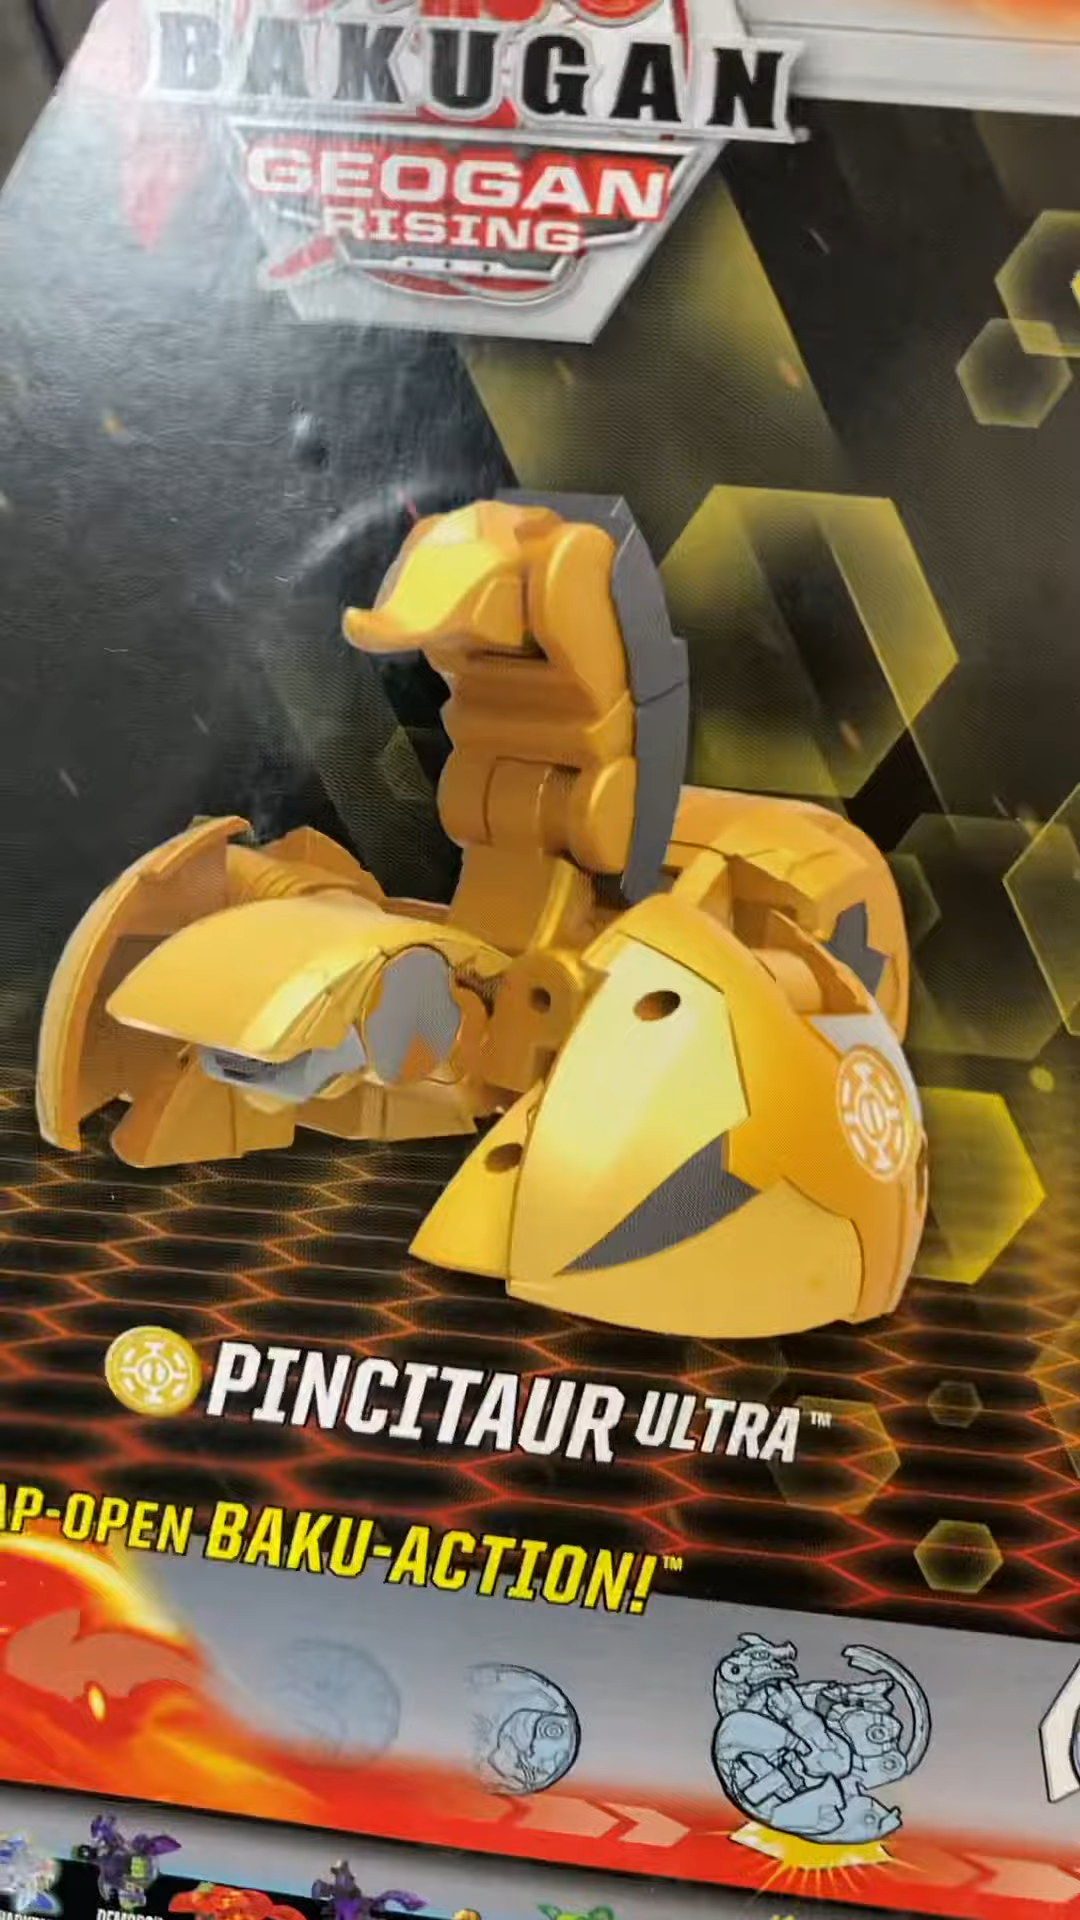 BAKUGAN
GEOGAN
RISING
PINCITAUR ULTRA™
AP-OPEN BAKU-ACTION!™